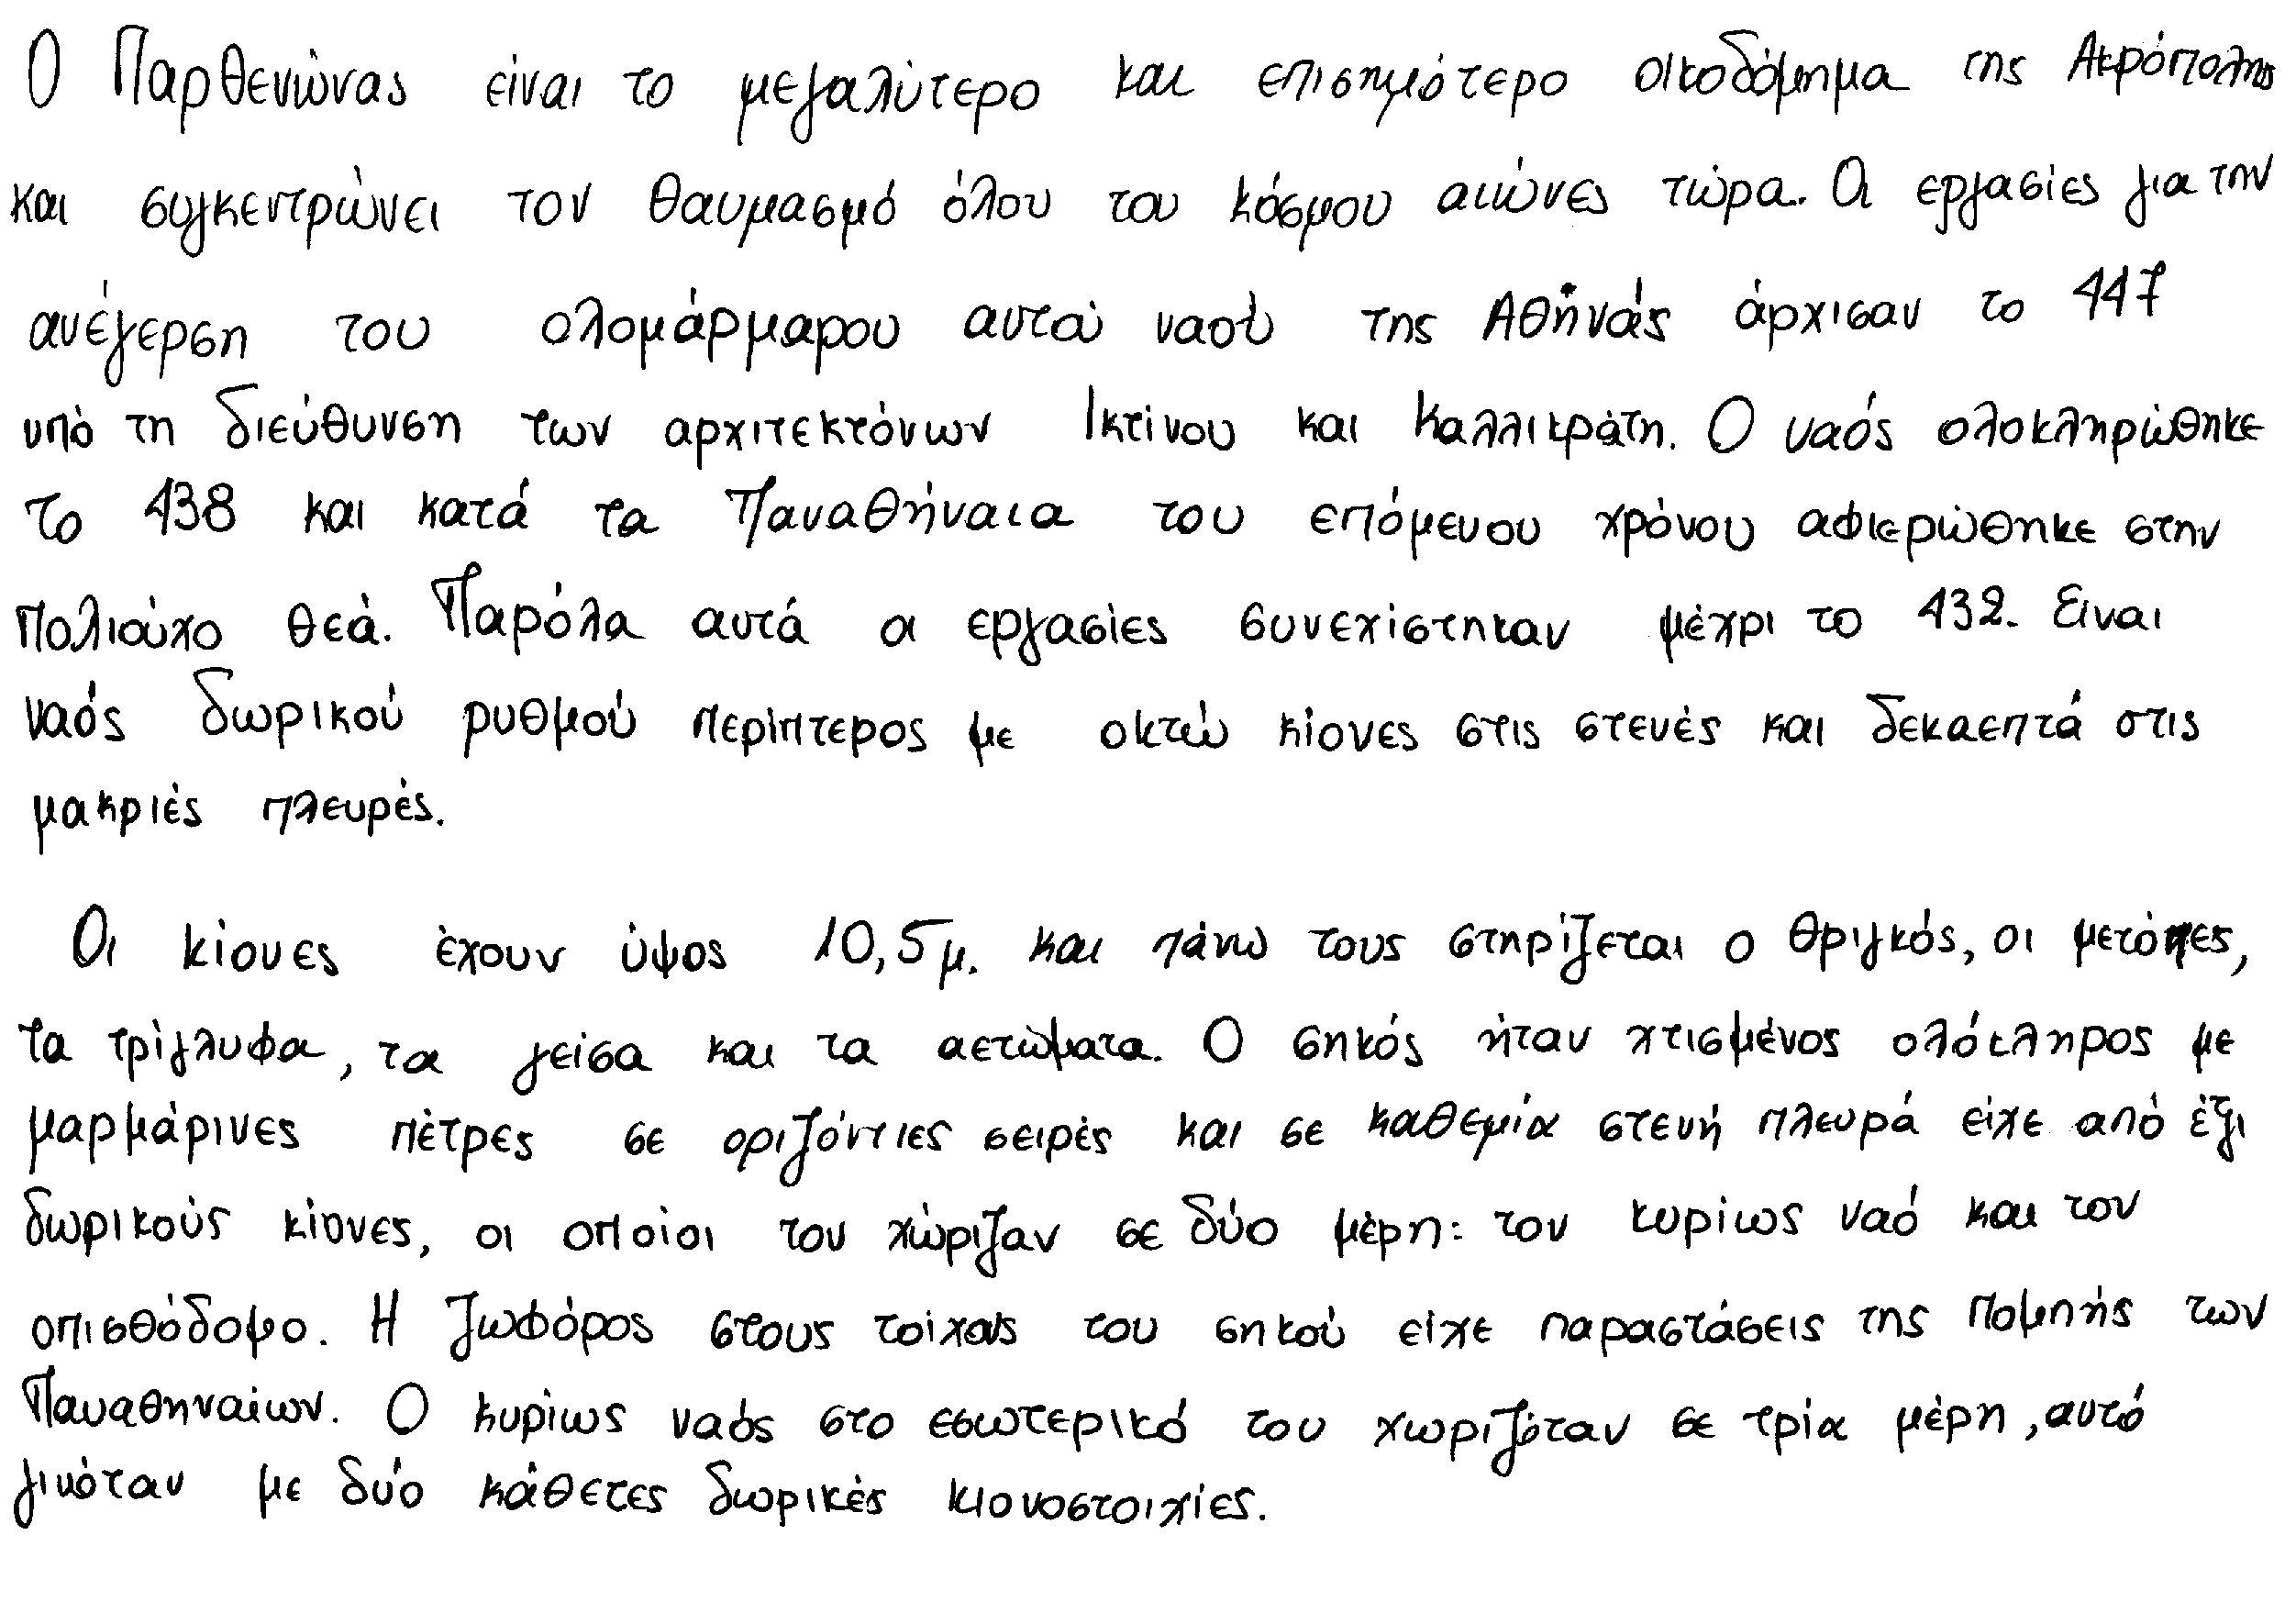 Ο Παρθενώνας είναι το μεγαλύτερο και επισημότερο οικοδόμημα της Ακρόπολης
και συγκεντρώνει τον θαυμασμό όλου του κόσμου αιώνες τώρα. Οι εργασίες για την
ανέγερση του ολομάρμαρου αυτού ναού της Αθηνάς άρχισαν το 447
υπό τη διεύθυνση των αρχιτεκτόνων Ικτίνου και Καλλικράτη. Ο ναός ολοκληρώθηκε
το 438 και κατά τα Παναθήναια του επόμενου χρόνου αφιερώθηκε στην
πολιούχο θεά. Παρόλα αυτά οι εργασίες συνεχίστηκαν μέχρι το 432. Είναι
ναός δωρικού ρυθμού περίπτερος με οκτώ κίονες στις στενές και δεκαεπτά στις
μακριές πλευρές.
Οι κίονες έχουν ύψος 10,5μ. και πάνω τους στηρίζεται ο θριγκός, οι μετόπες,
τα τρίγλυφα, τα γείσα και τα αετώματα. Ο σηκός ήταν χτισμένος ολόκληρος με
μαρμάρινες πέτρες σε οριζόντιες σειρές και σε καθεμία στενή πλευρά είχε από έξι
δωρικούς κίονες, οι οποίοι τον χώριζαν σε δύο μέρη: τον κυρίως ναό και τον
οπισθόδομο. Η ζωφόρος στους τοίχους του σηκού είχε παραστάσεις της πομπής των
Παναθηναίων. Ο κυρίως ναός στο εσωτερικό του χωριζόταν σε τρία μέρη, αυτό
γινόταν με δύο κάθετες δωρικές κιονοστοιχίες.